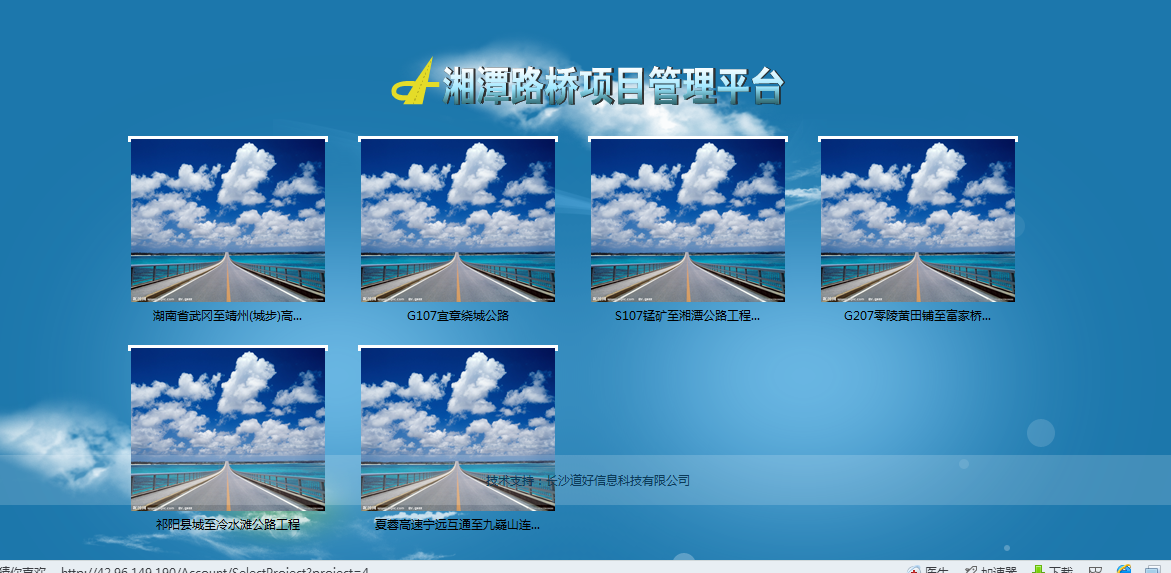 湘潭路桥项目管理平台
湖南省武冈至靖州(城步)高...
G107宜章绕城公路
S107锰矿至湘潭公路工程...
G207零陵黄田铺至富家桥...
技术支持：长沙道好信息科技有限公司
祁阳县城至冷水滩公路工程
夏蓉高速宁远互通至九嶷山连...
猜你喜欢 http://42.96.149.190/Account/SelectProject?project=4 医生 加速器 下载